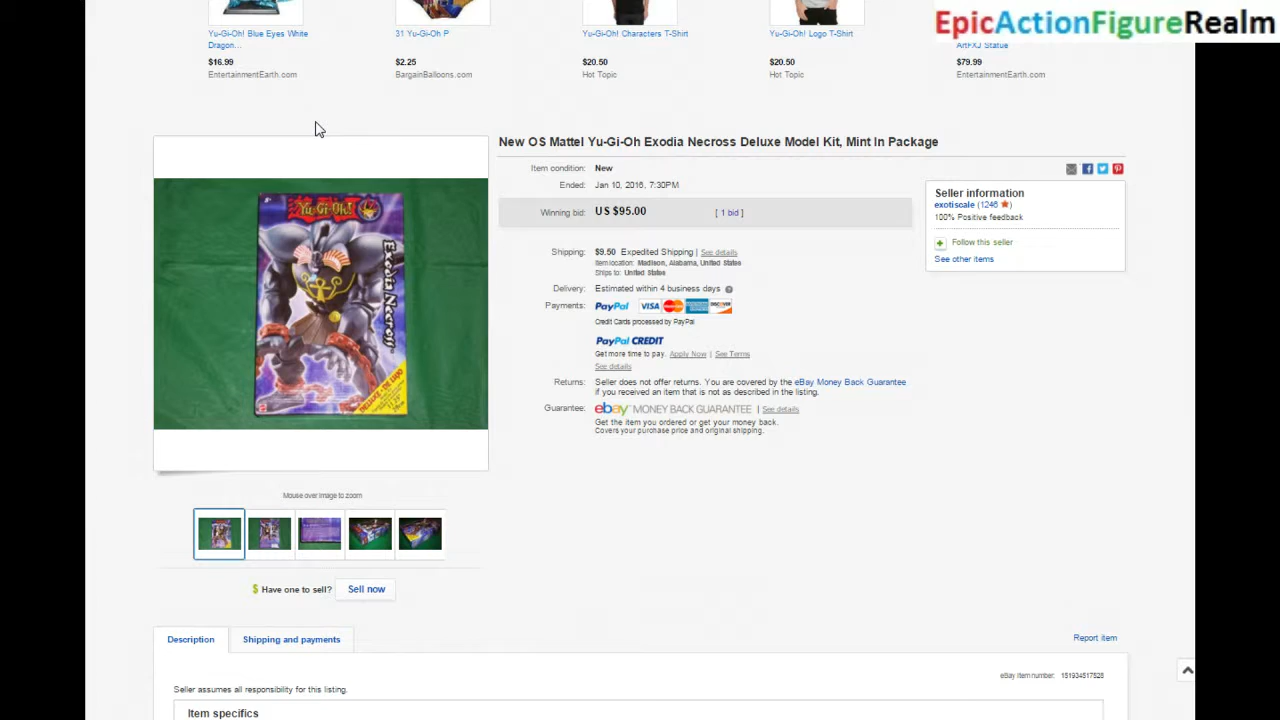 EpicActionFigureRealm
Yu-Gi-Oh! Blue Eyes White
Dragon...
$16.99
EntertainmentEarth.com
31 Yu-Gi-Oh P
$2.25
BargainBalloons.com
Yu-Gi-Oh! Characters T-Shirt
$20.50
Hot Topic
Yu-Gi-Oh! Logo T-Shirt
$20.50
Hot Topic
ArtFXJ Statue
$79.99
EntertainmentEarth.com
New OS Mattel Yu-Gi-Oh Exodia Necross Deluxe Model Kit, Mint In Package
Item condition: New
Ended: Jan 10, 2016, 7:30PM
Winning bid: US $95.00 [ 1 bid ]
Shipping: $9.50 Expedited Shipping | See details
Item location: Madison, Alabama, United States
Ships to: United States
Delivery: Estimated within 4 business days
Payments: PayPal VISA MasterCard AMERICAN EXPRESS DISCOVER
Credit Cards processed by PayPal
PayPal CREDIT
Get more time to pay. Apply Now | See Terms
See details
Returns: Seller does not offer returns. You are covered by the eBay Money Back Guarantee
if you received an item that is not as described in the listing.
Guarantee: ebay MONEY BACK GUARANTEE | See details
Get the item you ordered or get your money back.
Covers your purchase price and original shipping.
Seller information
exotiscale (1246 )
100% Positive feedback
Follow this seller
See other items
Yu-Gi-Oh!
Exodia Necross
Mouse over image to zoom
$ Have one to sell? Sell now
Description
Shipping and payments
Report item
eBay item number: 151934517528
Seller assumes all responsibility for this listing.
Item specifics